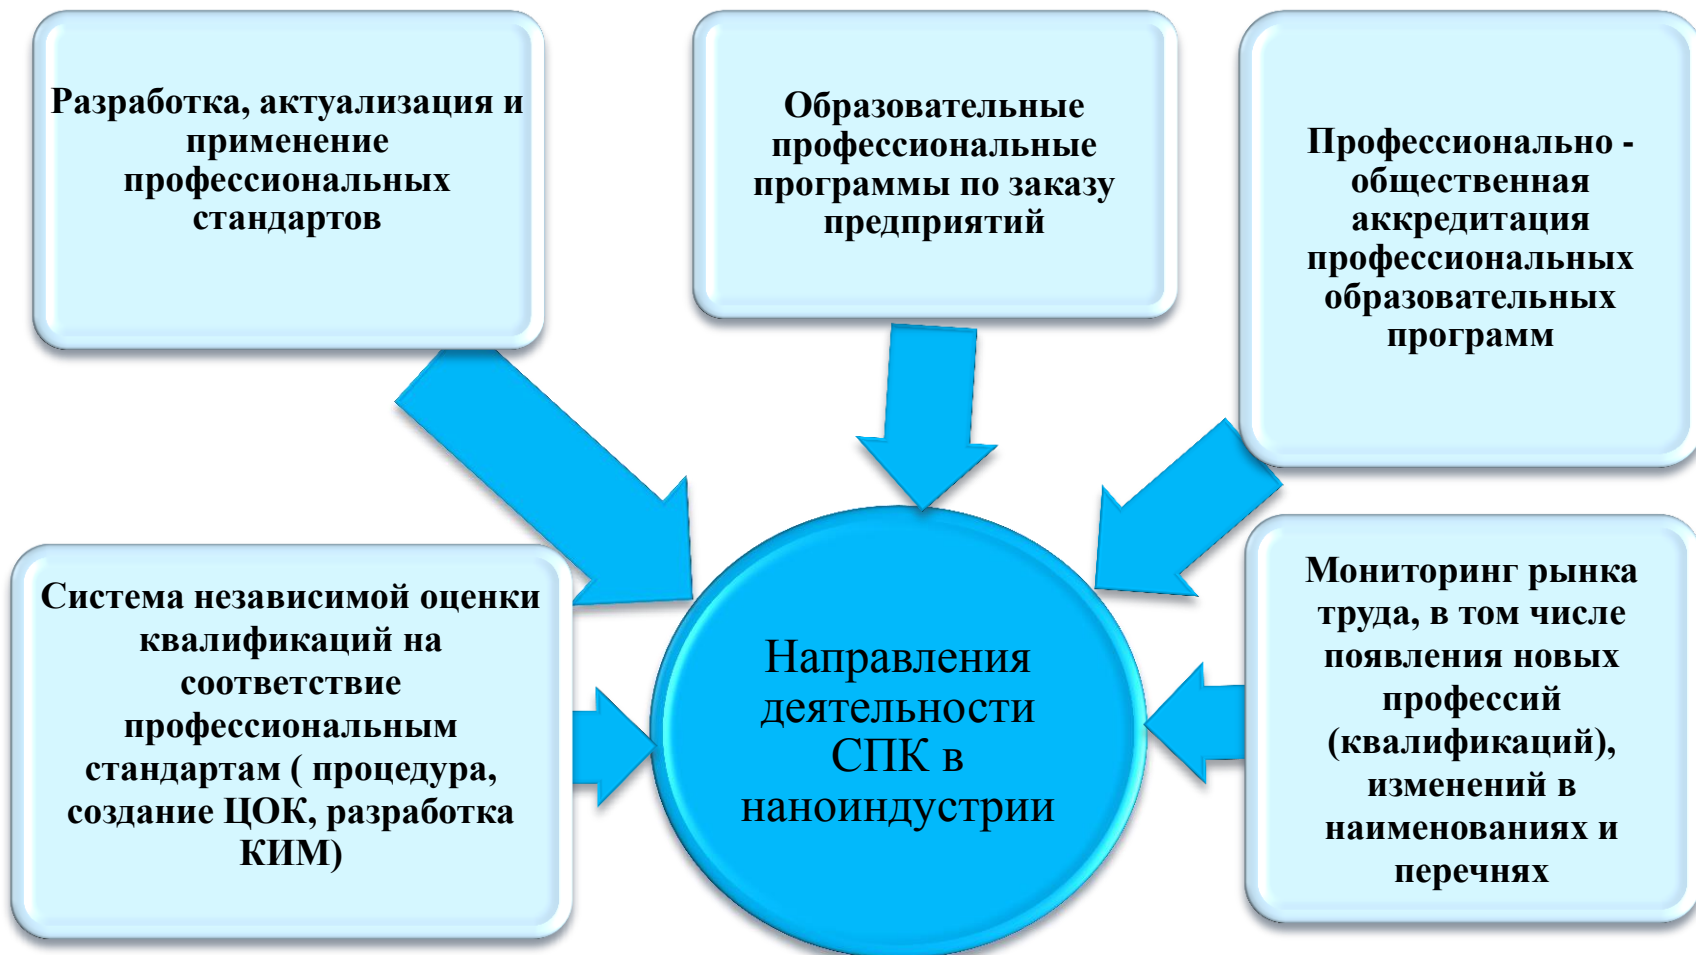 Разработка, актуализация и
применение
профессиональных
стандартов
Образовательные
профессиональные
программы по заказу
предприятий
Профессионально -
общественная
аккредитация
профессиональных
образовательных
программ
Система независимой оценки
квалификаций на
соответствие
профессиональным
стандартам ( процедура,
создание ЦОК, разработка
КИМ)
Направления
деятельности
СПК в
наноиндустрии
Мониторинг рынка
труда, в том числе
появления новых
профессий
(квалификаций),
изменений в
наименованиях и
перечнях